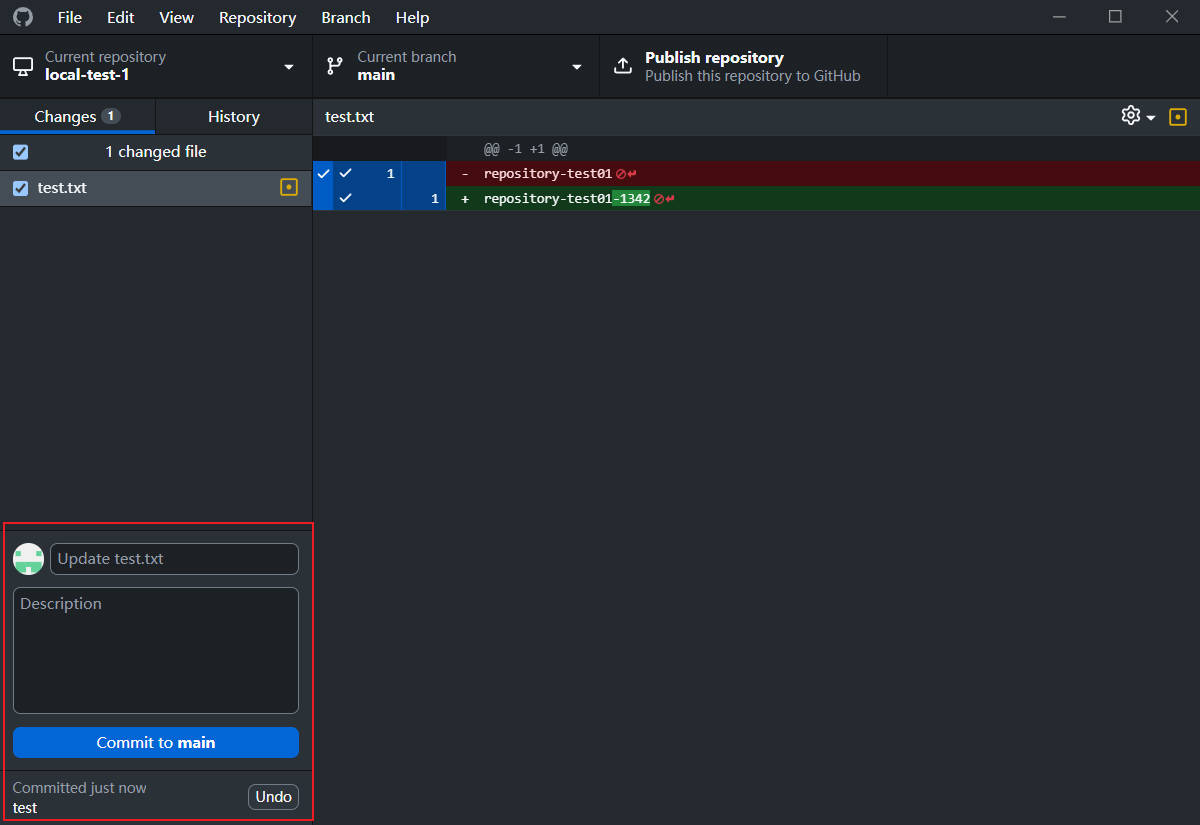 File Edit View Repository Branch Help
Current repository
local-test-1
Current branch
main
Publish repository
Publish this repository to GitHub
Changes 1
History
test.txt
1 changed file
test.txt
@@ -1 +1 @@
1 - repository-test01
1 + repository-test01-1342
Update test.txt
Description
Commit to main
Committed just now
test
Undo